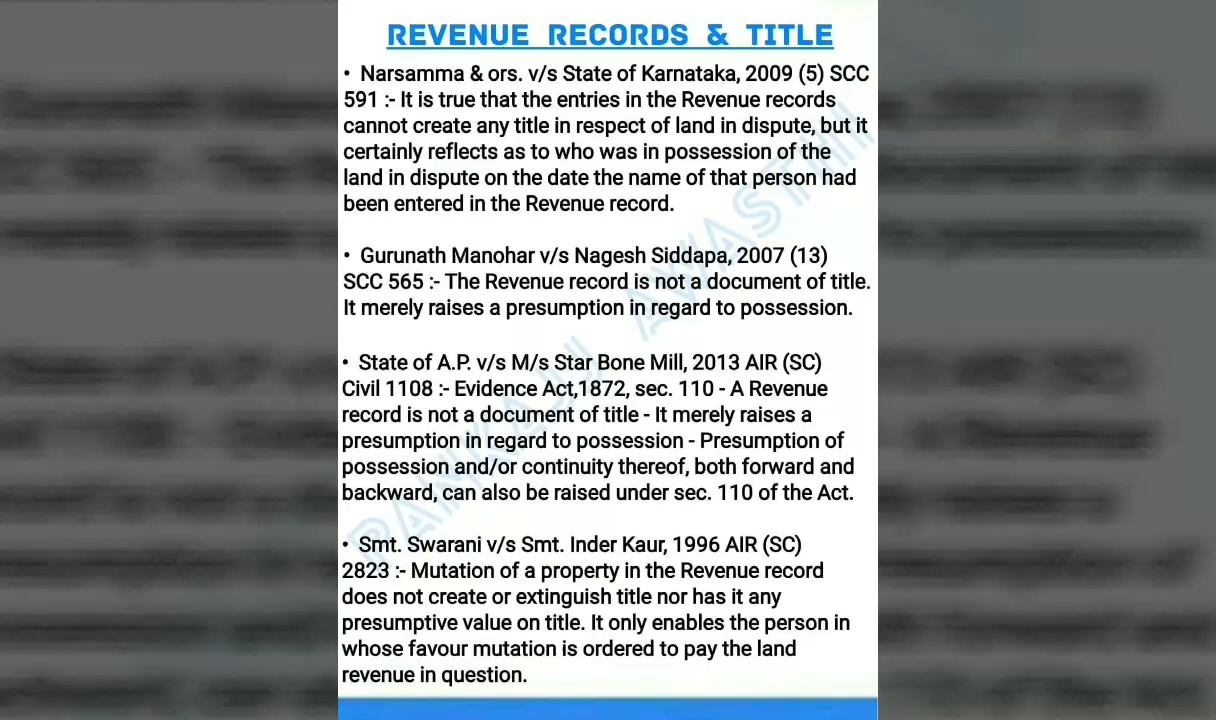 REVENUE RECORDS & TITLE
• Narsamma & ors. v/s State of Karnataka, 2009 (5) SCC
591 :- It is true that the entries in the Revenue records
cannot create any title in respect of land in dispute, but it
certainly reflects as to who was in possession of the
land in dispute on the date the name of that person had
been entered in the Revenue record.
• Gurunath Manohar v/s Nagesh Siddapa, 2007 (13)
SCC 565 :- The Revenue record is not a document of title.
It merely raises a presumption in regard to possession.
• State of A.P. v/s M/s Star Bone Mill, 2013 AIR (SC)
Civil 1108 :- Evidence Act,1872, sec. 110 - A Revenue
record is not a document of title - It merely raises a
presumption in regard to possession - Presumption of
possession and/or continuity thereof, both forward and
backward, can also be raised under sec. 110 of the Act.
• Smt. Swarani v/s Smt. Inder Kaur, 1996 AIR (SC)
2823 :- Mutation of a property in the Revenue record
does not create or extinguish title nor has it any
presumptive value on title. It only enables the person in
whose favour mutation is ordered to pay the land
revenue in question.
PANKAJ AWASTHI